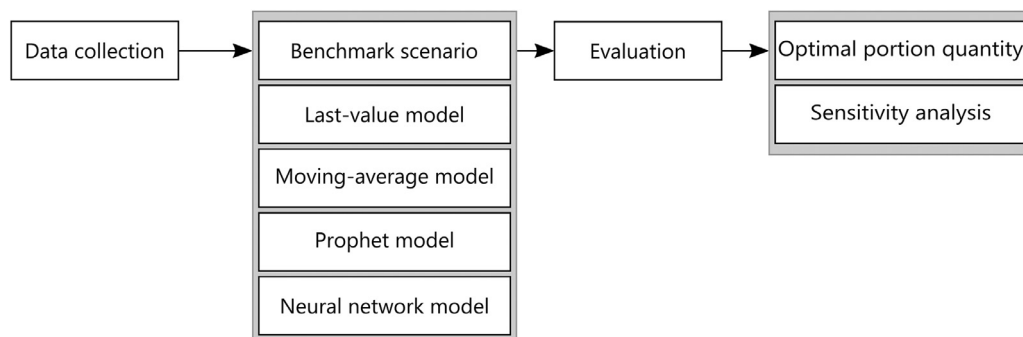 Data collection
Benchmark scenario
Last-value model
Moving-average model
Prophet model
Neural network model
Evaluation
Optimal portion quantity
Sensitivity analysis